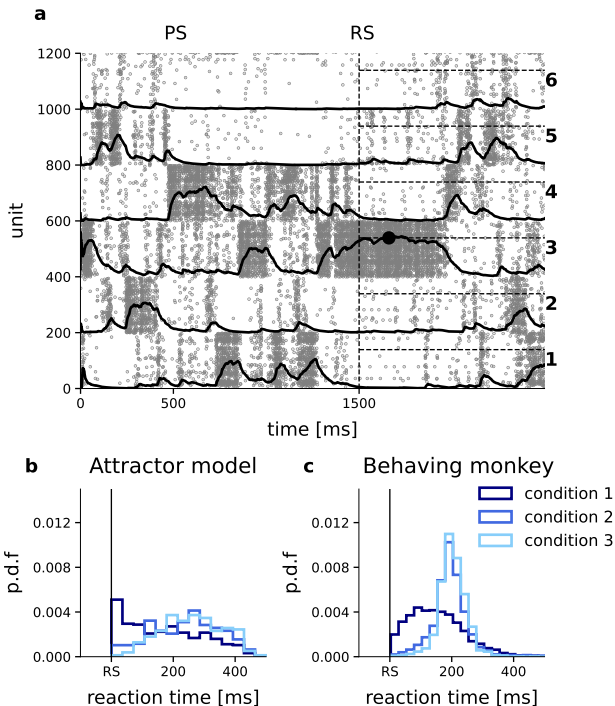 a
PS RS
1200
1000
800
600
400
200
0
unit
6
5
4
3
2
1
0 500 1500
time [ms]
b Attractor model
0.012
0.008
0.004
0.000
p.d.f
RS 200 400
reaction time [ms]
c Behaving monkey
condition 1
condition 2
condition 3
0.012
0.008
0.004
0.000
p.d.f
RS 200 400
reaction time [ms]